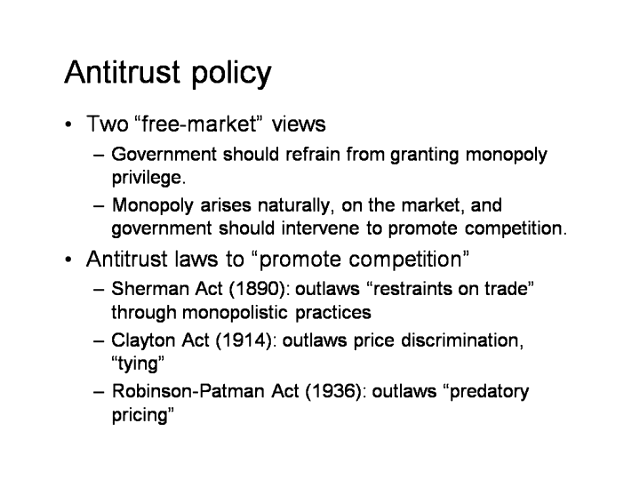 Antitrust policy
• Two “free-market” views
– Government should refrain from granting monopoly
privilege.
– Monopoly arises naturally, on the market, and
government should intervene to promote competition.
• Antitrust laws to “promote competition”
– Sherman Act (1890): outlaws “restraints on trade”
through monopolistic practices
– Clayton Act (1914): outlaws price discrimination,
“tying”
– Robinson-Patman Act (1936): outlaws “predatory
pricing”